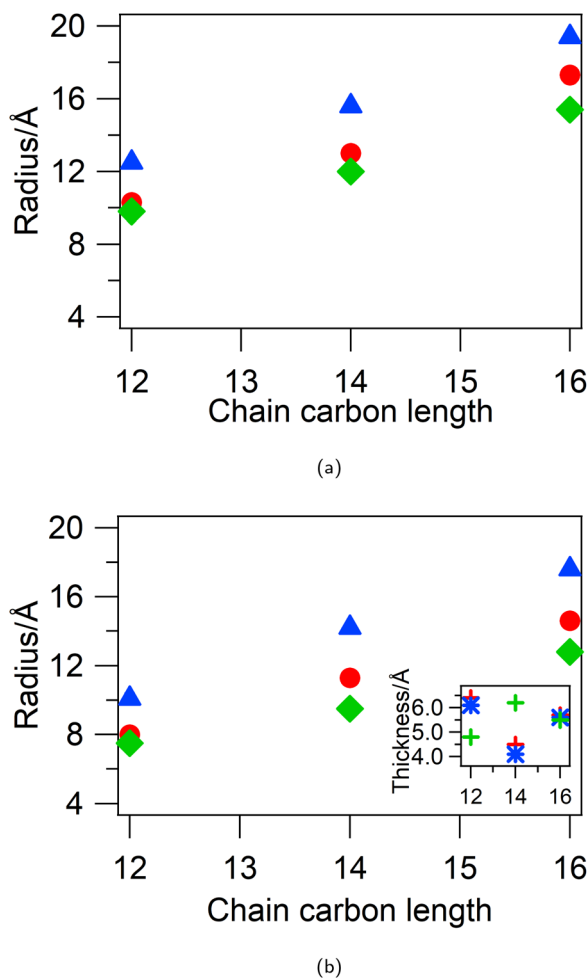 20
16
12
8
4
Radius/Å
12 13 14 15 16
Chain carbon length
(a)
20
16
12
8
4
Radius/Å
6.0
5.0
4.0
Thickness/Å
12 14 16
12 13 14 15 16
Chain carbon length
(b)